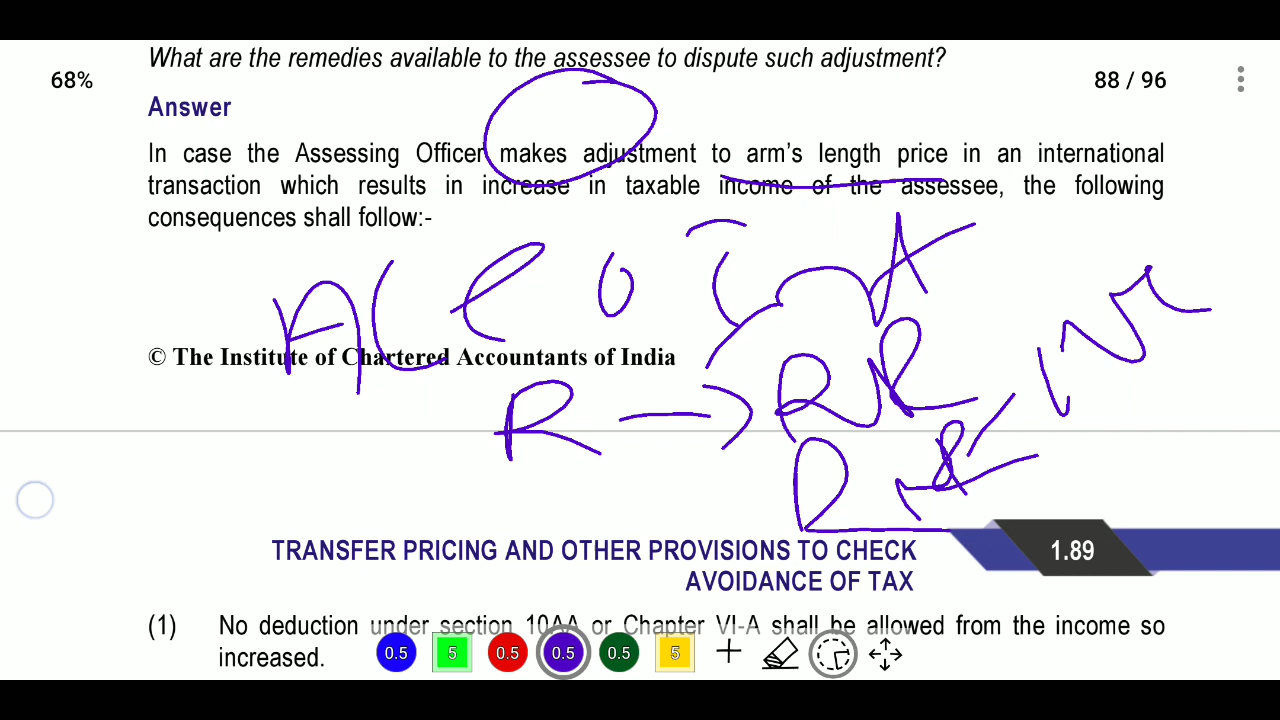 What are the remedies available to the assessee to dispute such adjustment?
68%
88 / 96
Answer
In case the Assessing Officer makes adjustment to arm's length price in an international
transaction which results in increase in taxable income of the assessee, the following
consequences shall follow:-
© The Institute of Chartered Accountants of India
R
TRANSFER PRICING AND OTHER PROVISIONS TO CHECK
AVOIDANCE OF TAX
1.89
(1) No deduction under section 10AA or Chapter VI-A shall be allowed from the income so
increased.
0.5 5 0.5 0.5 0.5 5